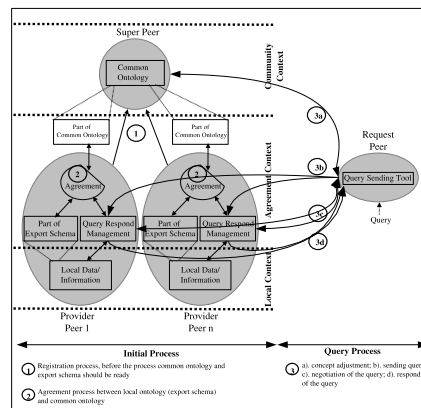 Super Peer
Common
Ontology
Community
Context
Part of
Common Ontology
Part of
Common Ontology
1
3a
Request
Peer
Agreement Context
2
Agreement
2
Agreement
3b
Query Sending Tool
Part of
Export Schema
Query Respond
Management
Part of
Export Schema
Query Respond
Management
3c
Query
3d
Local Context
Local Data/
Information
Local Data/
Information
Provider
Peer 1
Provider
Peer n
Initial Process
Query Process
1 Registration process, before the process common ontology and
export schema should be ready
2 Agreement process between local ontology (export schema)
and common ontology
3 a). concept adjustment; b). sending quer
c). negotiation of the query; d). respond
of the query